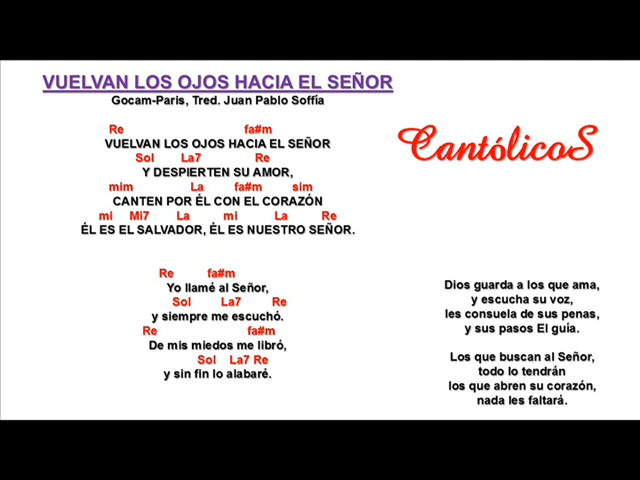 VUELVAN LOS OJOS HACIA EL SEÑOR
Gocam-Paris, Tred. Juan Pablo Soffía
Re fa#m
VUELVAN LOS OJOS HACIA EL SEÑOR
Sol La7 Re
Y DESPIERTEN SU AMOR,
mim La fa#m sim
CANTEN POR ÉL CON EL CORAZÓN
mi Mi7 La mi La Re
ÉL ES EL SALVADOR, ÉL ES NUESTRO SEÑOR.
Re fa#m
Yo llamé al Señor,
Sol La7 Re
y siempre me escuchó.
Re fa#m
De mis miedos me libró,
Sol La7 Re
y sin fin lo alabaré.
CantólicoS
Dios guarda a los que ama,
y escucha su voz,
les consuela de sus penas,
y sus pasos El guía.
Los que buscan al Señor,
todo lo tendrán
los que abren su corazón,
nada les faltará.